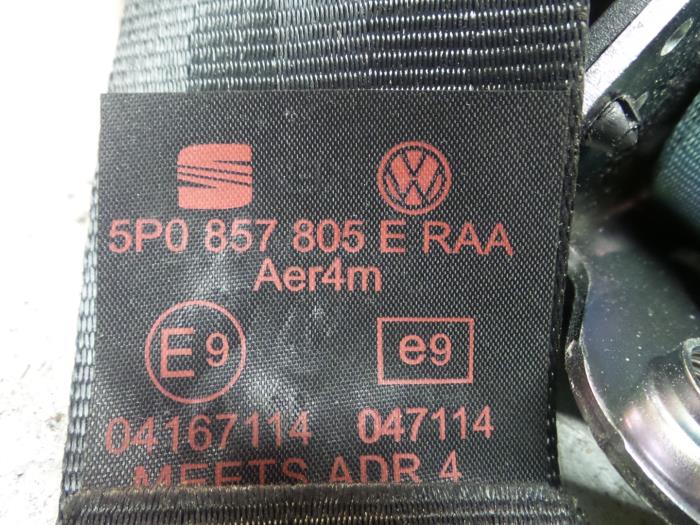 5P0 857 805 E RAA
Aer4m
E9 e9
04167114 047114
MEETS ADR 4